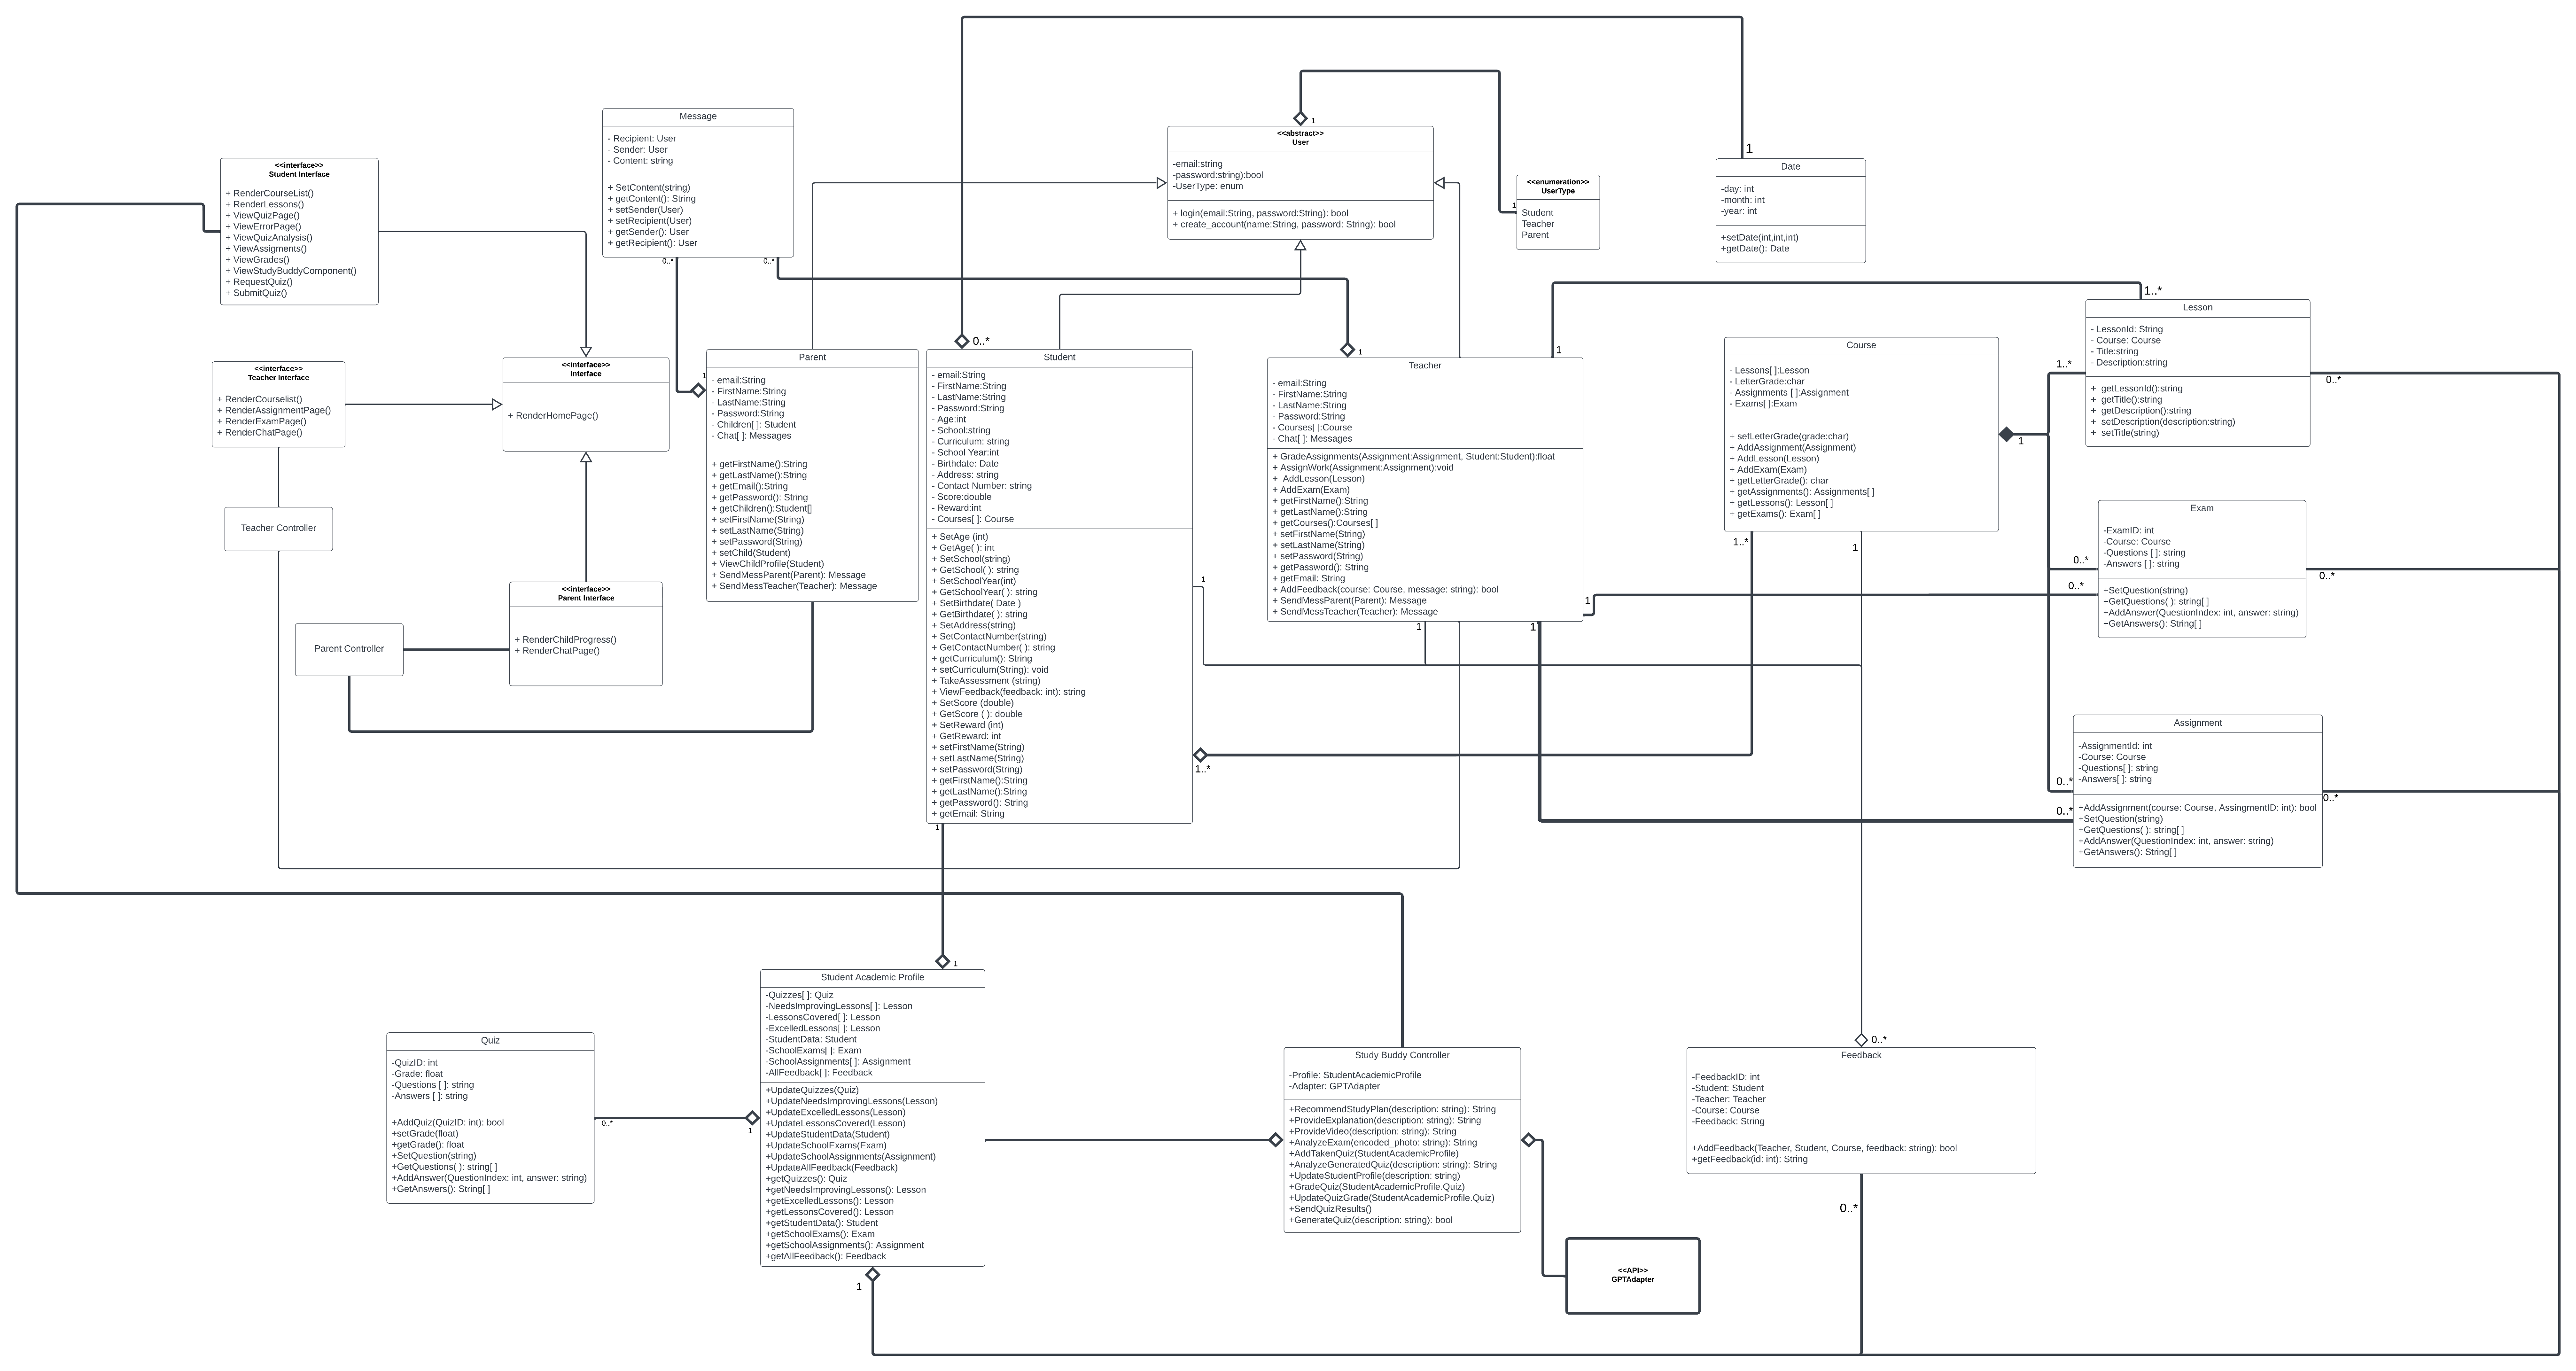 Message
- Recipient: User
- Sender: User
- Content: string
+ SetContent(string)
+ getContent(): String
+ setSender(User)
+ setRecipient(User)
+ getSender(): User
+ getRecipient(): User
0..*
0..*
<<abstract>>
User
-email:string
-password:string):bool
-UserType: enum
+ login(email:String, password:String): bool
+ create_account(name:String, password: String): bool
1
<<enumeration>>
UserType
Student
Teacher
Parent
1
1
Date
-day: int
-month: int
-year: int
+setDate(int,int,int)
+getDate(): Date
<<interface>>
Student Interface
+ RenderCourseList()
+ RenderLessons()
+ ViewQuizPage()
+ ViewErrorPage()
+ ViewQuizAnalysis()
+ ViewAssigments()
+ ViewGrades()
+ ViewStudyBuddyComponent()
+ RequestQuiz()
+ SubmitQuiz()
<<interface>>
Teacher Interface
+ RenderCourselist()
+ RenderAssignmentPage()
+ RenderExamPage()
+ RenderChatPage()
<<interface>>
Interface
+ RenderHomePage()
Teacher Controller
<<interface>>
Parent Interface
+ RenderChildProgress()
+ RenderChatPage()
Parent Controller
1
Parent
- email:String
- FirstName:String
- LastName:String
- Password:String
- Children[ ]: Student
- Chat[ ]: Messages
+ getFirstName():String
+ getLastName():String
+ getEmail():String
+ getPassword(): String
+ getChildren():Student[]
+ setFirstName(String)
+ setLastName(String)
+ setPassword(String)
+ setChild(Student)
+ ViewChildProfile(Student)
+ SendMessParent(Parent): Message
+ SendMessTeacher(Teacher): Message
0..*
Student
- email:String
- FirstName:String
- LastName:String
- Password:String
- Age:int
- School:string
- Curriculum: string
- School Year:int
- Birthdate: Date
- Address: string
- Contact Number: string
- Score:double
- Reward:int
- Courses[ ]: Course
+ SetAge (int)
+ GetAge( ): int
+ SetSchool(string)
+ GetSchool( ): string
+ SetSchoolYear(int)
+ GetSchoolYear( ): string
+ SetBirthdate( Date )
+ GetBirthdate( ): string
+ SetAddress(string)
+ SetContactNumber(string)
+ GetContactNumber( ): string
+ getCurriculum(): String
+ setCurriculum(String): void
+ TakeAssessment (string)
+ ViewFeedback(feedback: int): string
+ SetScore (double)
+ GetScore ( ): double
+ SetReward (int)
+ GetReward: int
+ setFirstName(String)
+ setLastName(String)
+ setPassword(String)
+ getFirstName():String
+ getLastName():String
+ getPassword(): String
+ getEmail: String
1
1..*
1
1
Teacher
- email:String
- FirstName:String
- LastName:String
- Password:String
- Courses[ ]:Course
- Chat[ ]: Messages
+ GradeAssignments(Assignment:Assignment, Student:Student):float
+ AssignWork(Assignment:Assignment):void
+  AddLesson(Lesson)
+ AddExam(Exam)
+ getFirstName():String
+ getLastName():String
+ getCourses():Courses[ ]
+ setFirstName(String)
+ setLastName(String)
+ setPassword(String)
+ getPassword(): String
+ getEmail: String
+ AddFeedback(course: Course, message: string): bool
+ SendMessParent(Parent): Message
+ SendMessTeacher(Teacher): Message
1
1
1
1
Course
- Lessons[ ]:Lesson
- LetterGrade:char
- Assignments [ ]:Assignment
- Exams[ ]:Exam
+ setLetterGrade(grade:char)
+ AddAssignment(Assignment)
+ AddLesson(Lesson)
+ AddExam(Exam)
+ getLetterGrade(): char
+ getAssignments(): Assignments[ ]
+ getLessons(): Lesson[ ]
+ getExams(): Exam[ ]
1
1..*
1
1..*
Lesson
- LessonId: String
- Course: Course
- Title:string
- Description:string
+  getLessonId():string
+  getTitle():string
+  getDescription():string
+  setDescription(description:string)
+  setTitle(string)
1..*
0..*
Exam
-ExamID: int
-Course: Course
-Questions [ ]: string
-Answers [ ]: string
+SetQuestion(string)
+GetQuestions( ): string[ ]
+AddAnswer(QuestionIndex: int, answer: string)
+GetAnswers(): String[ ]
0..*
0..*
0..*
Assignment
-AssignmentId: int
-Course: Course
-Questions[ ]: string
-Answers[ ]: string
+AddAssignment(course: Course, AssingmentID: int): bool
+SetQuestion(string)
+GetQuestions( ): string[ ]
+AddAnswer(QuestionIndex: int, answer: string)
+GetAnswers(): String[ ]
0..*
0..*
0..*
1
Student Academic Profile
-Quizzes[ ]: Quiz
-NeedsImprovingLessons[ ]: Lesson
-LessonsCovered[ ]: Lesson
-ExcelledLessons[ ]: Lesson
-StudentData: Student
-SchoolExams[ ]: Exam
-SchoolAssignments[ ]: Assignment
-AllFeedback[ ]: Feedback
+UpdateQuizzes(Quiz)
+UpdateNeedsImprovingLessons(Lesson)
+UpdateExcelledLessons(Lesson)
+UpdateLessonsCovered(Lesson)
+UpdateStudentData(Student)
+UpdateSchoolExams(Exam)
+UpdateSchoolAssignments(Assignment)
+UpdateAllFeedback(Feedback)
+getQuizzes(): Quiz
+getNeedsImprovingLessons(): Lesson
+getExcelledLessons(): Lesson
+getLessonsCovered(): Lesson
+getStudentData(): Student
+getSchoolExams(): Exam
+getSchoolAssignments(): Assignment
+getAllFeedback(): Feedback
1
1
Quiz
-QuizID: int
-Grade: float
-Questions [ ]: string
-Answers [ ]: string
+AddQuiz(QuizID: int): bool
+setGrade(float)
+getGrade(): float
+SetQuestion(string)
+GetQuestions( ): string[ ]
+AddAnswer(QuestionIndex: int, answer: string)
+GetAnswers(): String[ ]
0..*
Study Buddy Controller
-Profile: StudentAcademicProfile
-Adapter: GPTAdapter
+RecommendStudyPlan(description: string): String
+ProvideExplanation(description: string): String
+ProvideVideo(description: string): String
+AnalyzeExam(encoded_photo: string): String
+AddTakenQuiz(StudentAcademicProfile)
+AnalyzeGeneratedQuiz(description: string): String
+UpdateStudentProfile(description: string)
+GradeQuiz(StudentAcademicProfile.Quiz)
+UpdateQuizGrade(StudentAcademicProfile.Quiz)
+SendQuizResults()
+GenerateQuiz(description: string): bool
<<API>>
GPTAdapter
0..*
Feedback
-FeedbackID: int
-Student: Student
-Teacher: Teacher
-Course: Course
-Feedback: String
+AddFeedback(Teacher, Student, Course, feedback: string): bool
+getFeedback(id: int): String
0..*